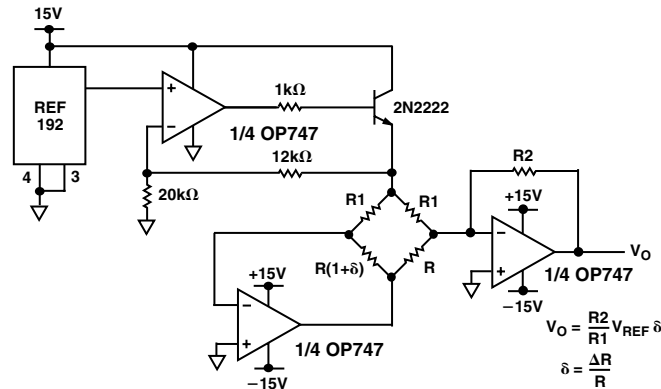 15V
REF
192
4
3
+
−
1kΩ
1/4 OP747
2N2222
12kΩ
20kΩ
R1
R1
R(1+δ)
R
R2
+15V
−
+
1/4 OP747
−15V
V_O
+15V
−
+
1/4 OP747
−15V
V_O = R2/R1 V_REF δ
δ = ΔR/R